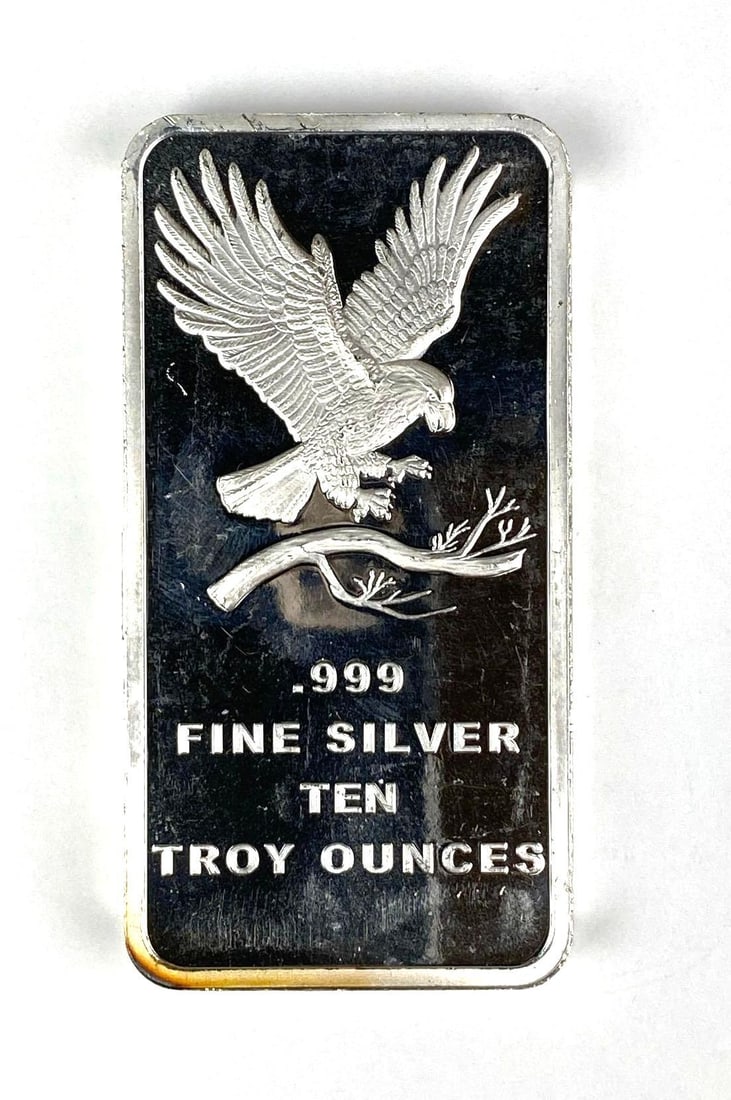 .999
FINE SILVER
TEN
TROY OUNCES